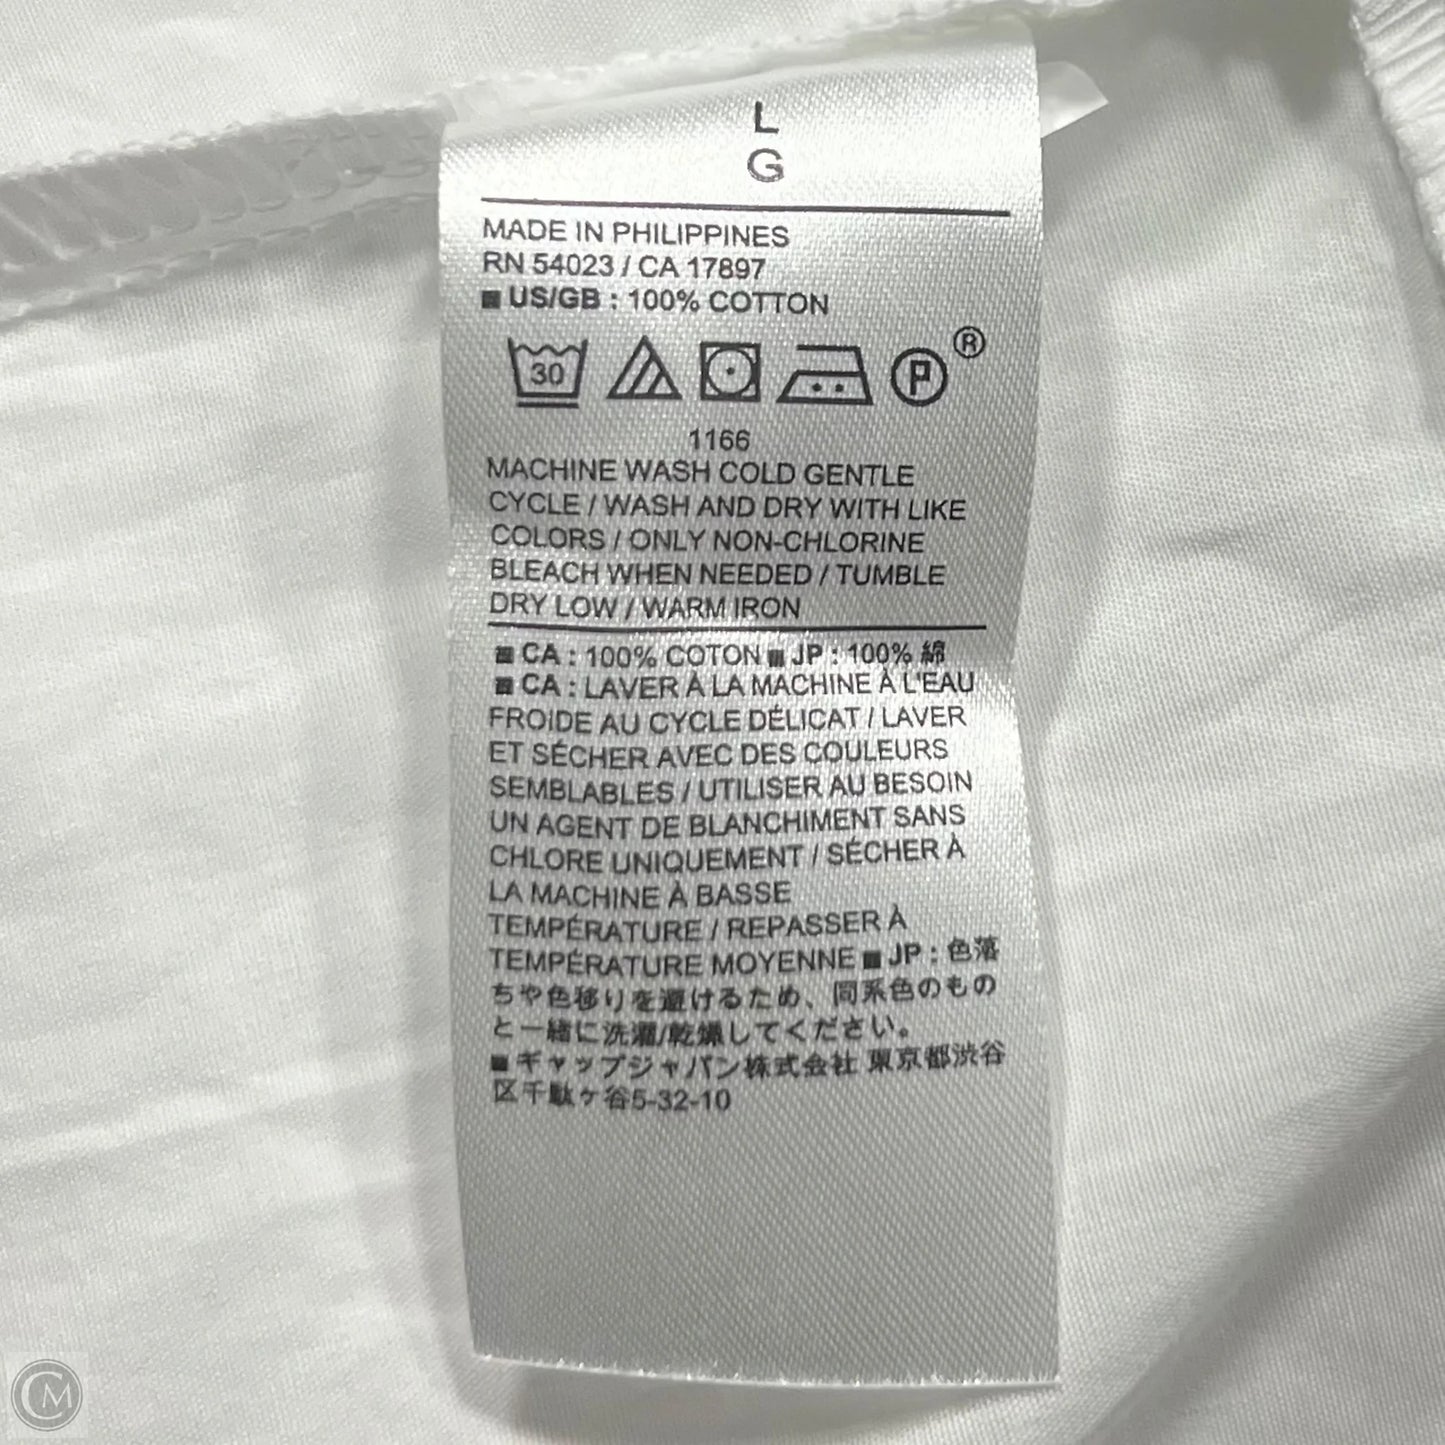 L
G
MADE IN PHILIPPINES
RN 54023 / CA 17897
■ US/GB : 100% COTTON
30
P ®
1166
MACHINE WASH COLD GENTLE
CYCLE / WASH AND DRY WITH LIKE
COLORS / ONLY NON-CHLORINE
BLEACH WHEN NEEDED / TUMBLE
DRY LOW / WARM IRON
■ CA : 100% COTON ■ JP : 100% 綿
■ CA : LAVER À LA MACHINE À L'EAU
FROIDE AU CYCLE DÉLICAT / LAVER
ET SÉCHER AVEC DES COULEURS
SEMBLABLES / UTILISER AU BESOIN
UN AGENT DE BLANCHIMENT SANS
CHLORE UNIQUEMENT / SÉCHER À
LA MACHINE À BASSE
TEMPÉRATURE / REPASSER À
TEMPÉRATURE MOYENNE ■ JP : 色落
ちや色移りを避けるため、同系色のもの
と一緒に洗濯/乾燥してください。
■ ギャップジャパン株式会社 東京都渋谷
区千駄ヶ谷5-32-10
CM